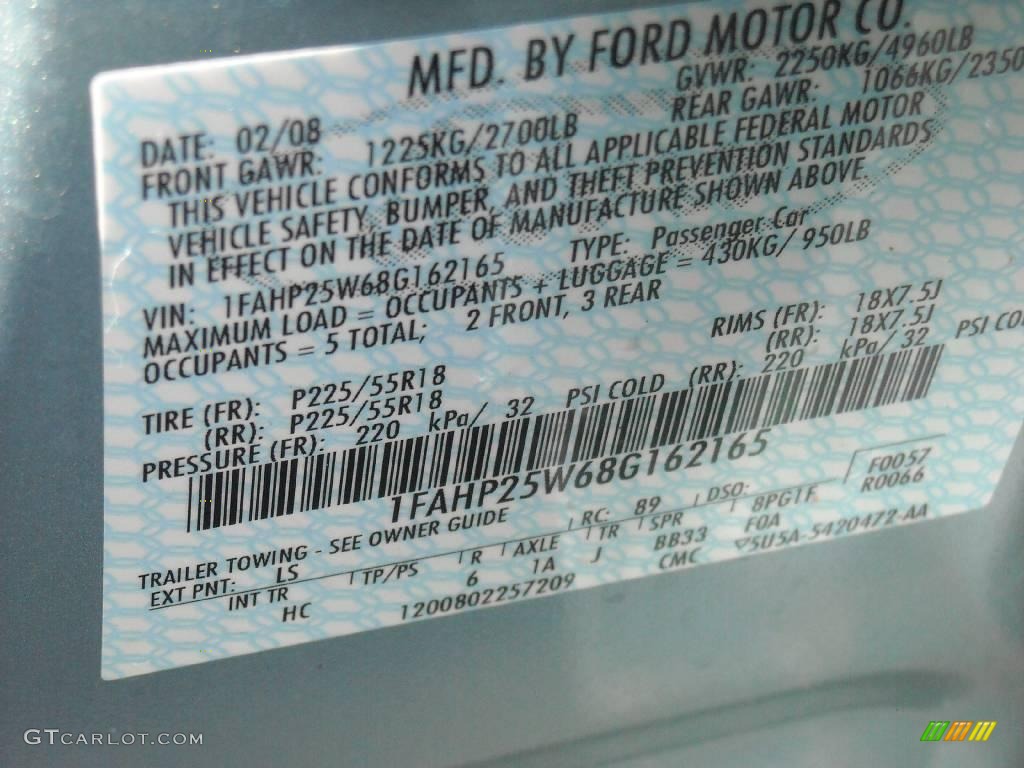 MFD. BY FORD MOTOR CO.
DATE: 02/08 GVWR: 2250KG/4960LB
FRONT GAWR: 1225KG/2700LB REAR GAWR: 1066KG/2350
THIS VEHICLE CONFORMS TO ALL APPLICABLE FEDERAL MOTOR
VEHICLE SAFETY, BUMPER, AND THEFT PREVENTION STANDARDS
IN EFFECT ON THE DATE OF MANUFACTURE SHOWN ABOVE.
VIN: 1FAHP25W68G162165 TYPE: Passenger Car
MAXIMUM LOAD = OCCUPANTS + LUGGAGE = 430KG/ 950LB
OCCUPANTS = 5 TOTAL; 2 FRONT, 3 REAR
TIRE (FR): P225/55R18 RIMS (FR): 18X7.5J
(RR): P225/55R18 (RR): 18X7.5J
PRESSURE (FR): 220 kPa/ 32 PSI COLD (RR): 220 kPa/ 32 PSI CO
1FAHP25W68G162165
TRAILER TOWING - SEE OWNER GUIDE
EXT PNT: LS RC: 89 DSO: F0057
INT TR TP/PS R AXLE TR SPR 8PGTF R0066
HC 6 1A J BB33 FOA
1200802257209 CMC ▽5U5A-5420472-AA
GTCARLOT.COM